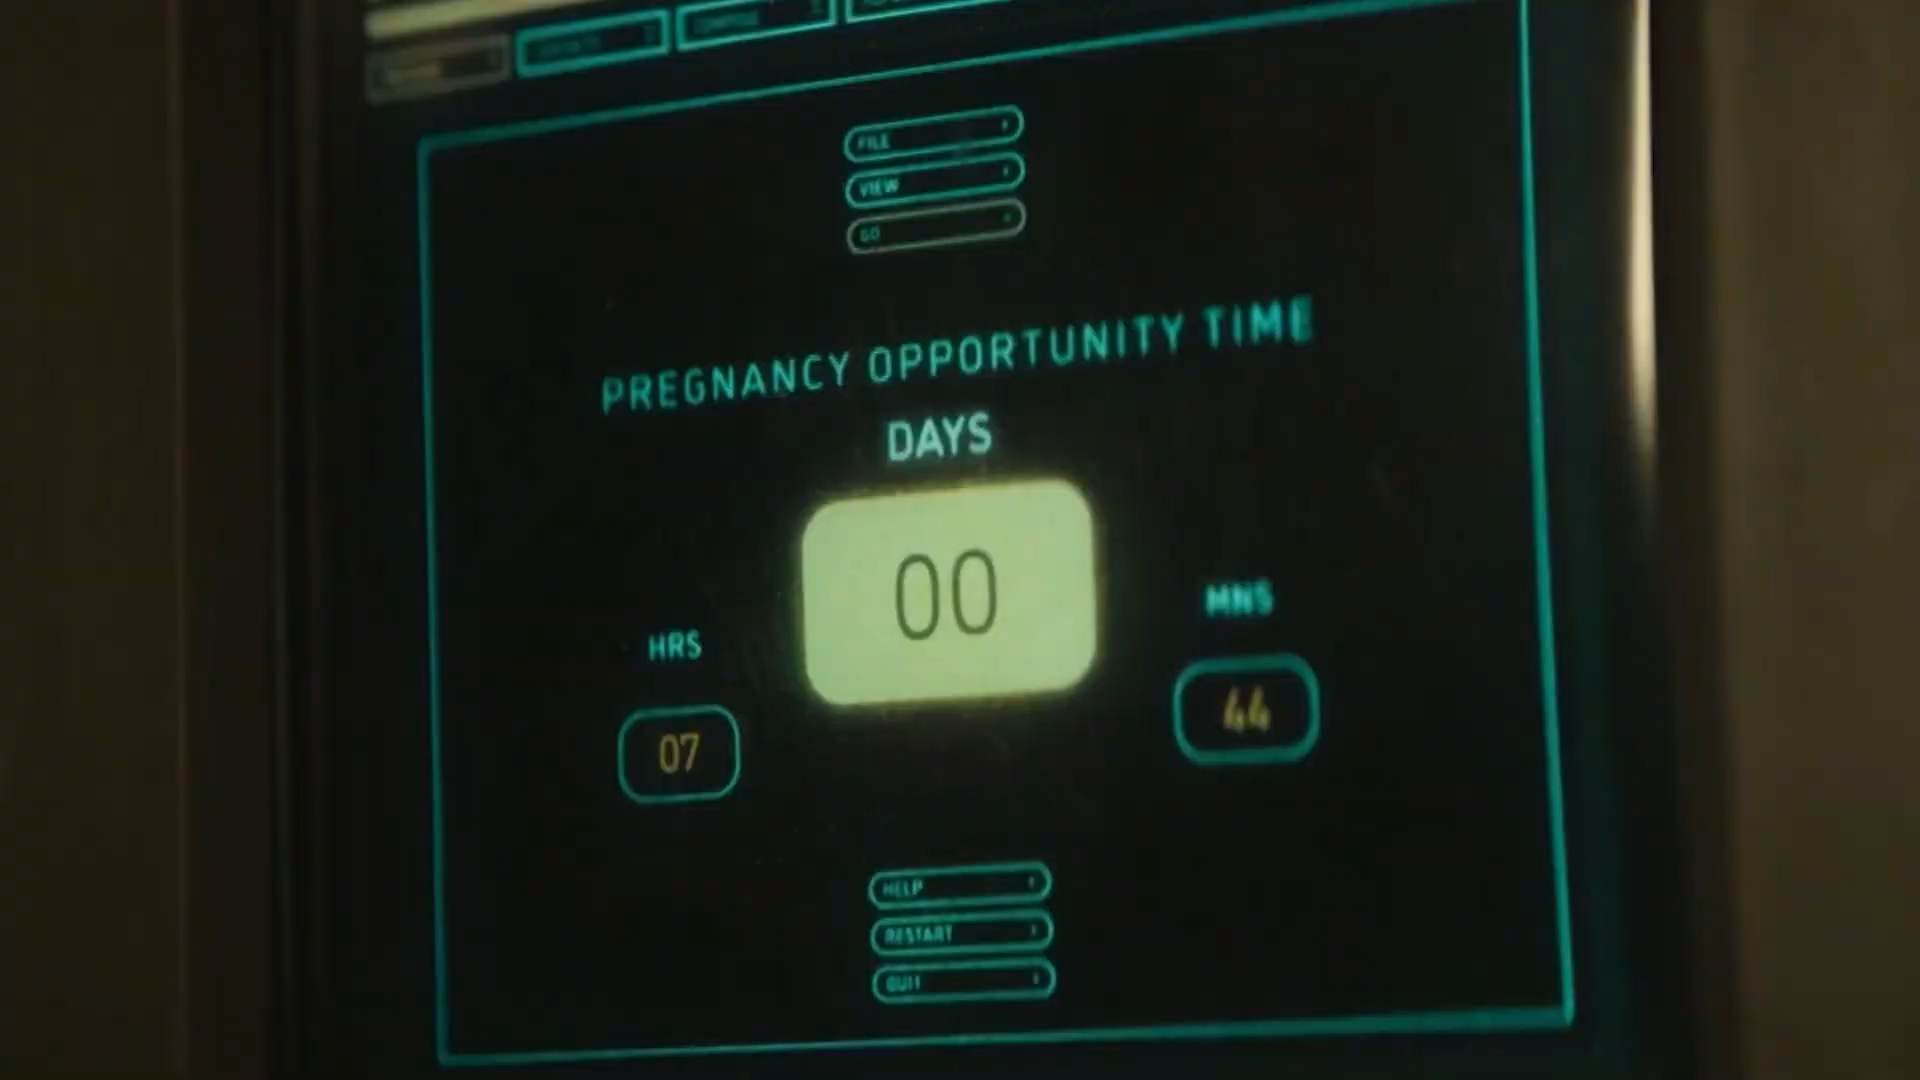 FILE
VIEW
GO
PREGNANCY OPPORTUNITY TIME
DAYS
00
HRS
07
MNS
44
HELP
RESTART
QUIT